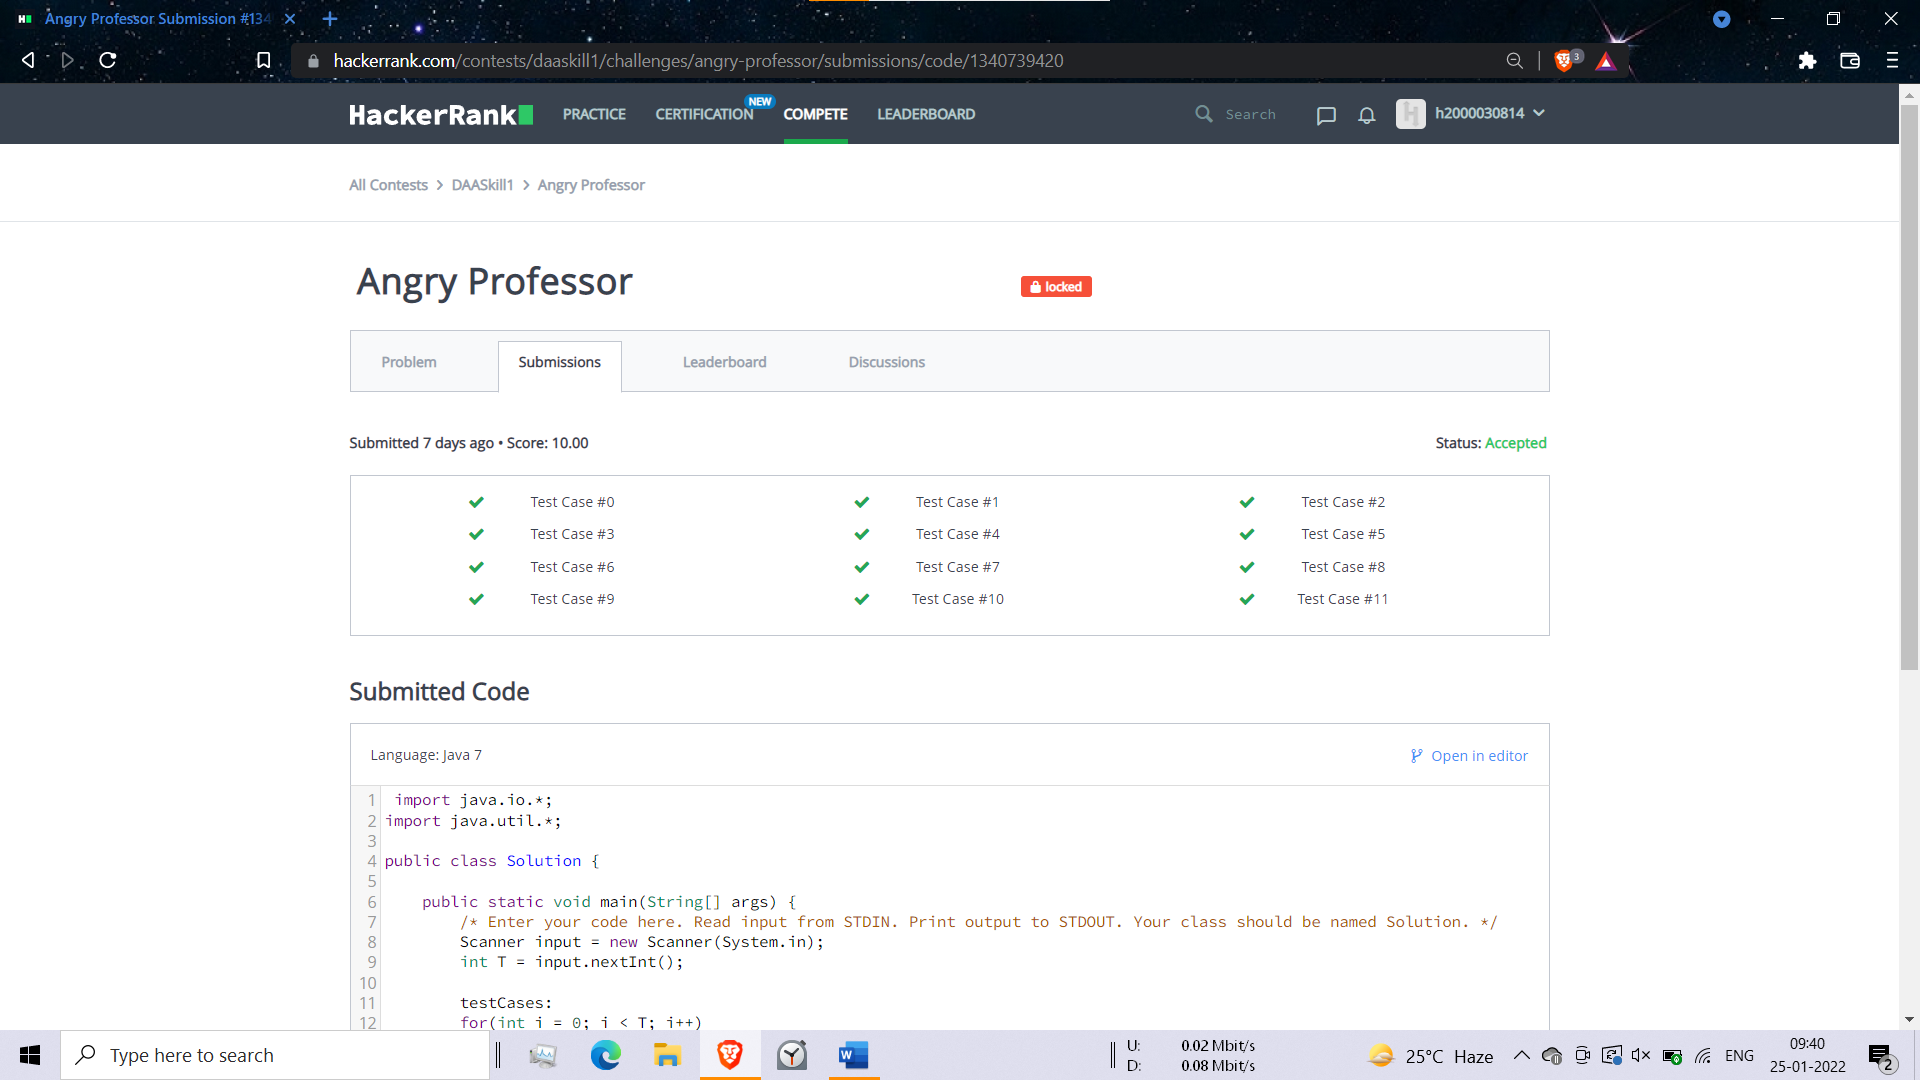 Angry Professor Submission #134
hackerrank.com/contests/daaskill1/challenges/angry-professor/submissions/code/1340739420
3
HackerRank PRACTICE CERTIFICATION NEW COMPETE LEADERBOARD Search h2000030814
All Contests > DAASkill1 > Angry Professor
Angry Professor locked
Problem Submissions Leaderboard Discussions
Submitted 7 days ago • Score: 10.00 Status: Accepted
Test Case #0 Test Case #1 Test Case #2
Test Case #3 Test Case #4 Test Case #5
Test Case #6 Test Case #7 Test Case #8
Test Case #9 Test Case #10 Test Case #11
Submitted Code
Language: Java 7 Open in editor
1 import java.io.*;
2 import java.util.*;
3
4 public class Solution {
5
6 public static void main(String[] args) {
7 /* Enter your code here. Read input from STDIN. Print output to STDOUT. Your class should be named Solution. */
8 Scanner input = new Scanner(System.in);
9 int T = input.nextInt();
10
11 testCases:
12 for(int i = 0; i < T; i++)
Type here to search
U: 0.02 Mbit/s
D: 0.08 Mbit/s
25°C Haze
ENG
09:40
25-01-2022
2